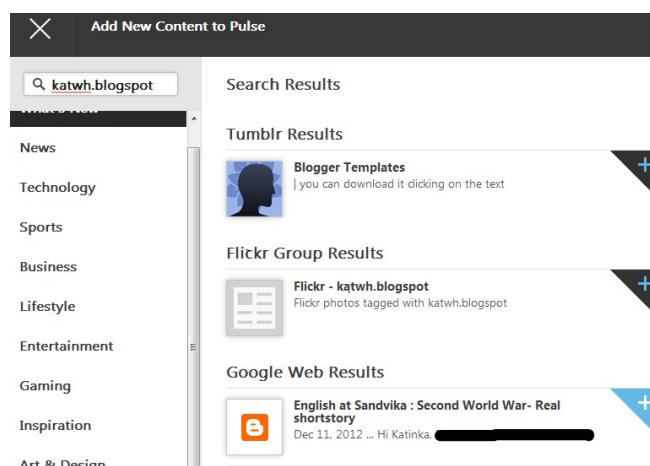 Add New Content to Pulse
katwh.blogspot
What's New
News
Technology
Sports
Business
Lifestyle
Entertainment
Gaming
Inspiration
Art & Design
Search Results
Tumblr Results
Blogger Templates
| you can download it clicking on the text
Flickr Group Results
Flickr - katwh.blogspot
Flickr photos tagged with katwh.blogspot
Google Web Results
English at Sandvika : Second World War- Real
shortstory
Dec 11, 2012 ... Hi Katinka,